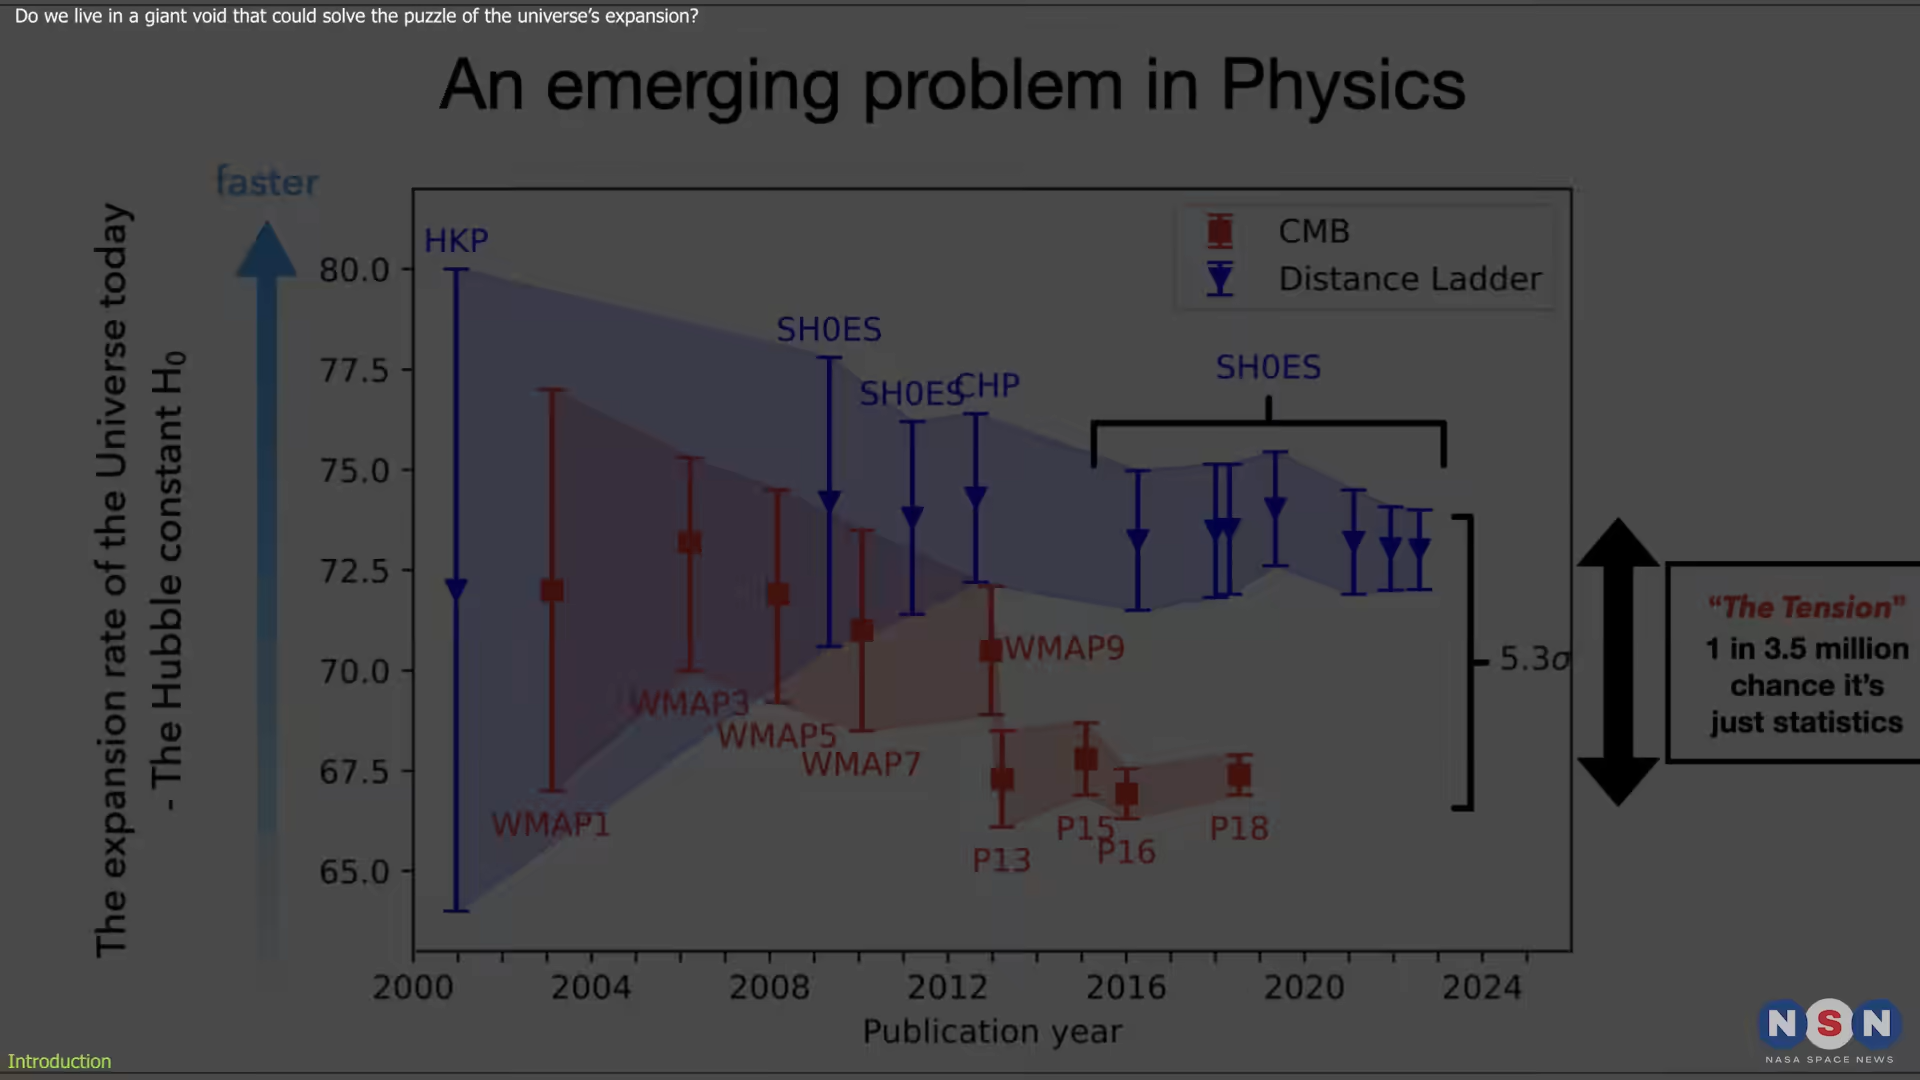 Do we live in a giant void that could solve the puzzle of the universe’s expansion?
An emerging problem in Physics
faster
The expansion rate of the Universe today
- The Hubble constant H₀
80.0
77.5
75.0
72.5
70.0
67.5
65.0
HKP
SH0ES
SH0ES
CHP
SH0ES
CMB
Distance Ladder
WMAP1
WMAP3
WMAP5
WMAP7
WMAP9
P13
P15
P16
P18
5.3σ
“The Tension”
1 in 3.5 million
chance it’s
just statistics
2000 2004 2008 2012 2016 2020 2024
Publication year
NSN
NASA SPACE NEWS
Introduction